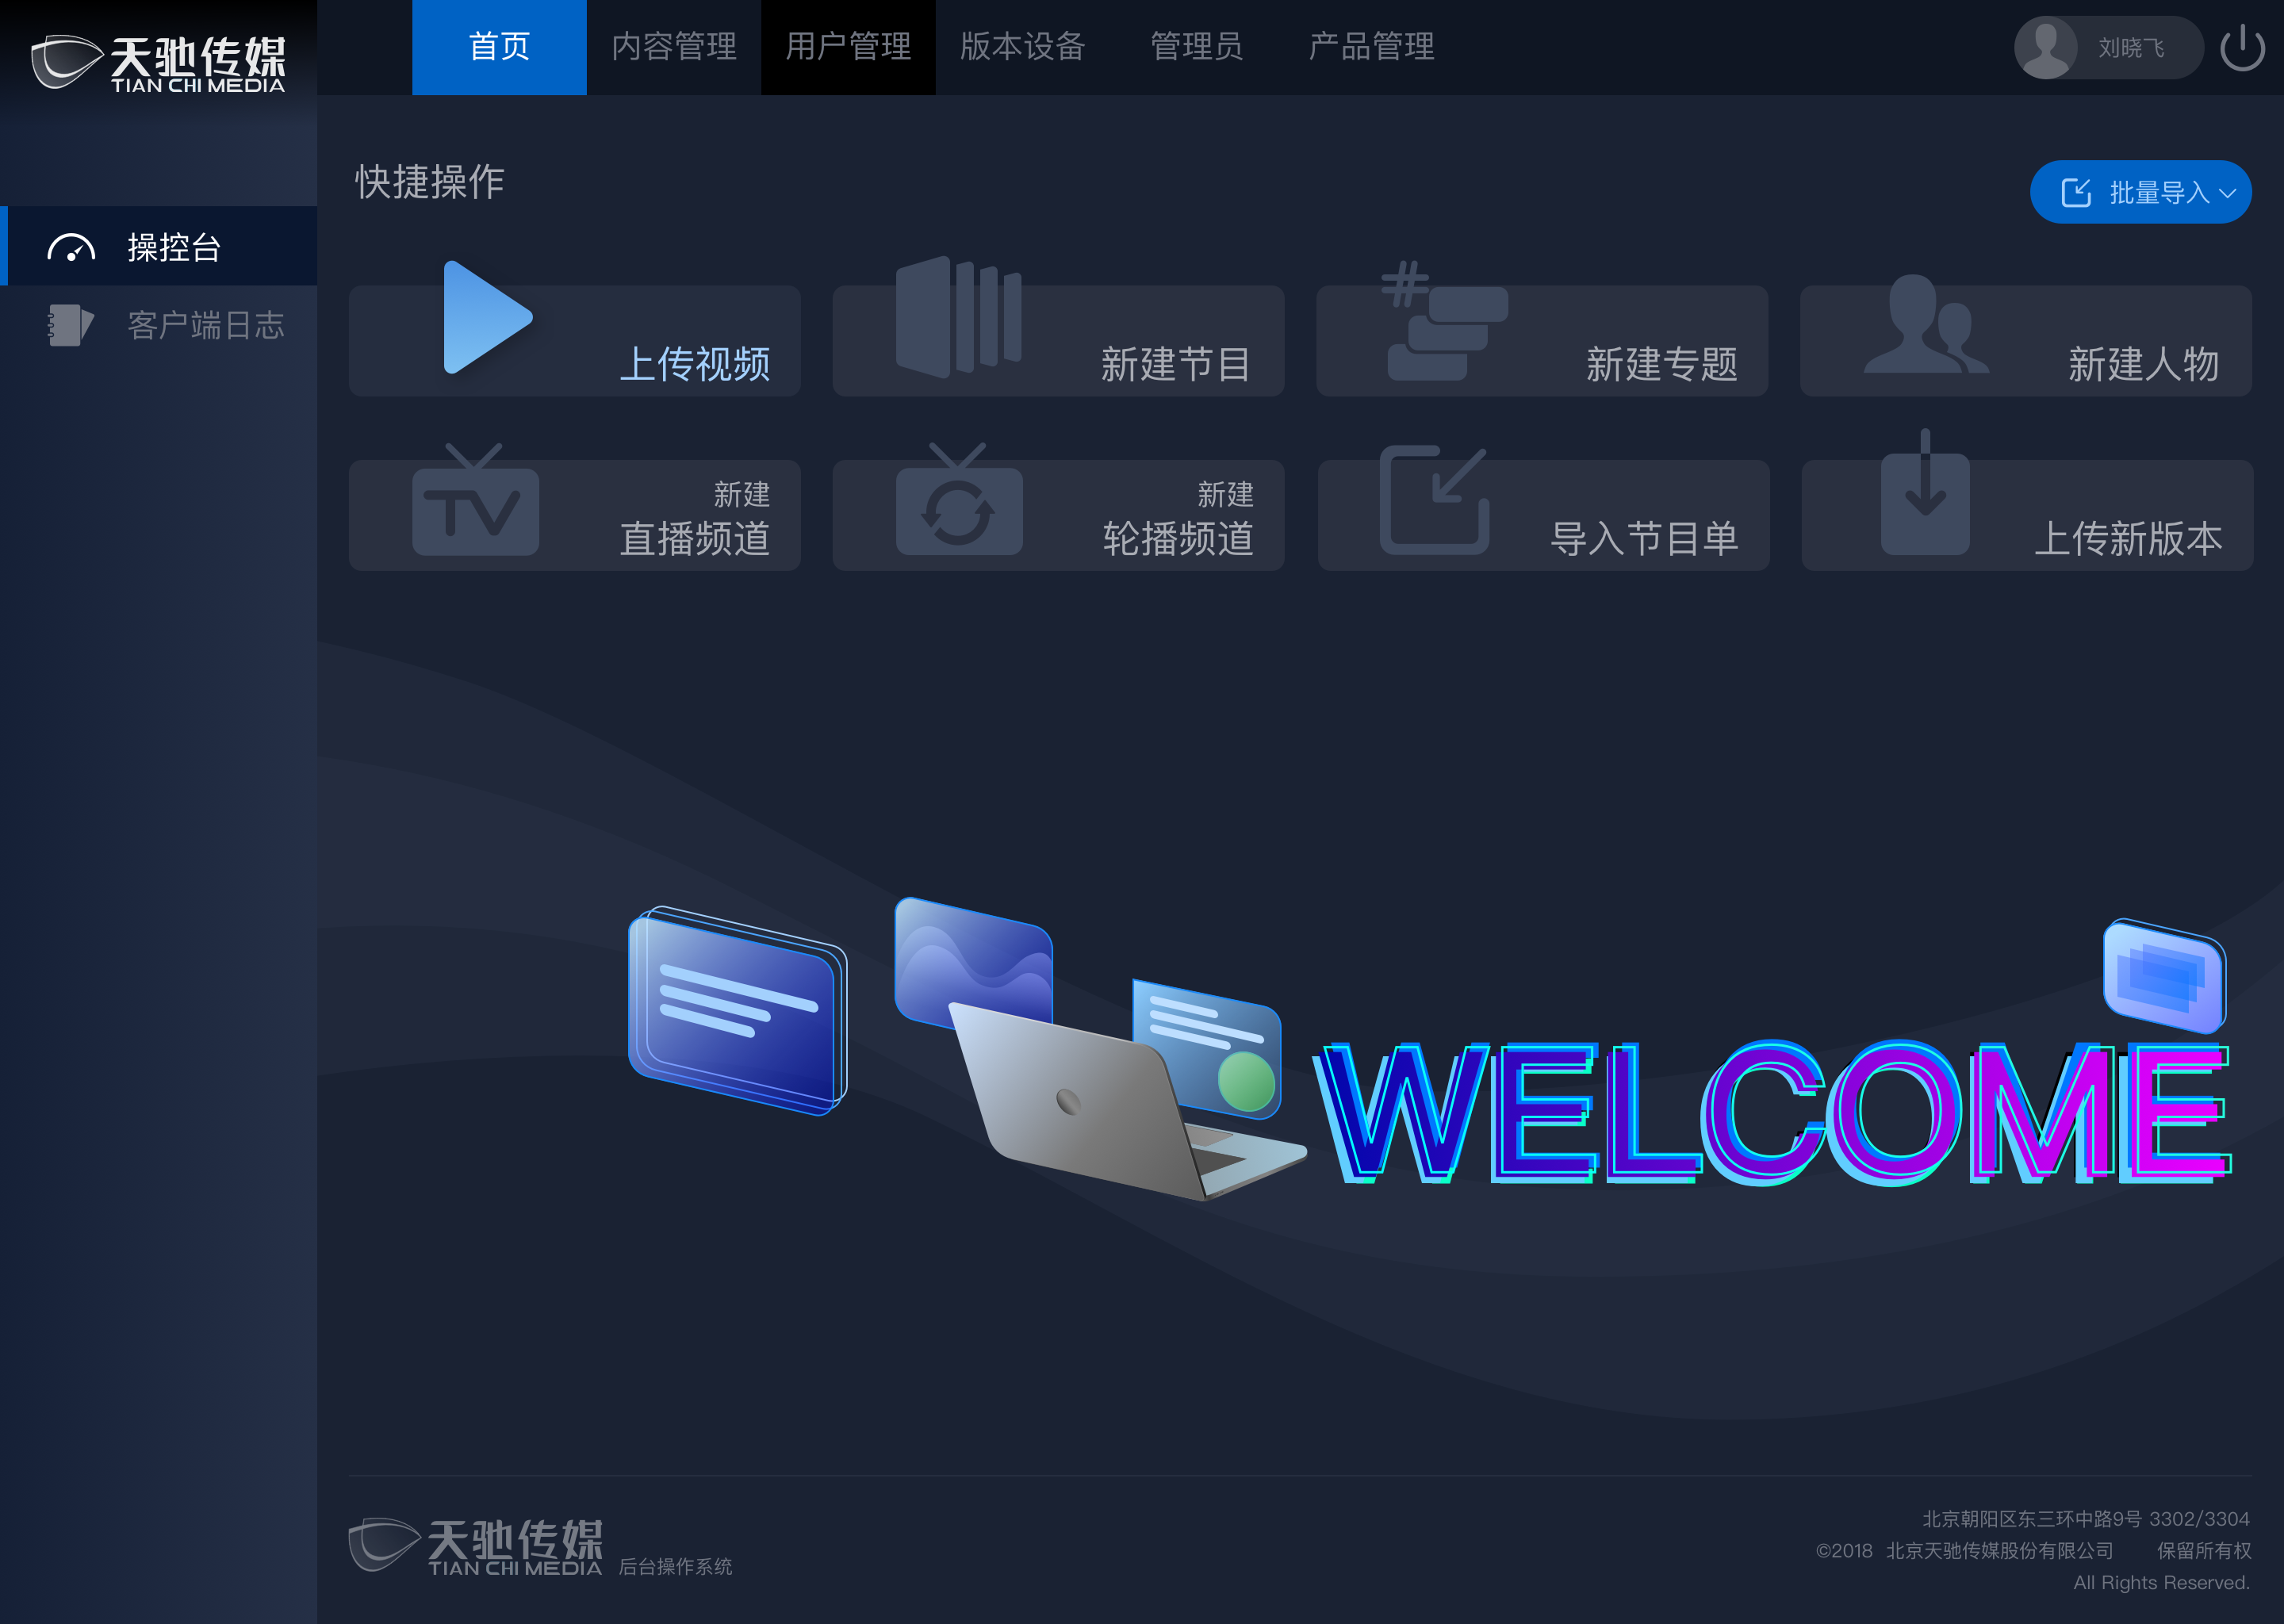 天驰传媒
TIAN CHI MEDIA
首页
内容管理
用户管理
版本设备
管理员
产品管理
刘晓飞
操控台
客户端日志
快捷操作
批量导入
上传视频
新建节目
#
新建专题
新建人物
TV
新建
直播频道
新建
轮播频道
导入节目单
上传新版本
WELCOME
天驰传媒
TIAN CHI MEDIA
后台操作系统
北京朝阳区东三环中路9号 3302/3304
©2018 北京天驰传媒股份有限公司 保留所有权
All Rights Reserved.